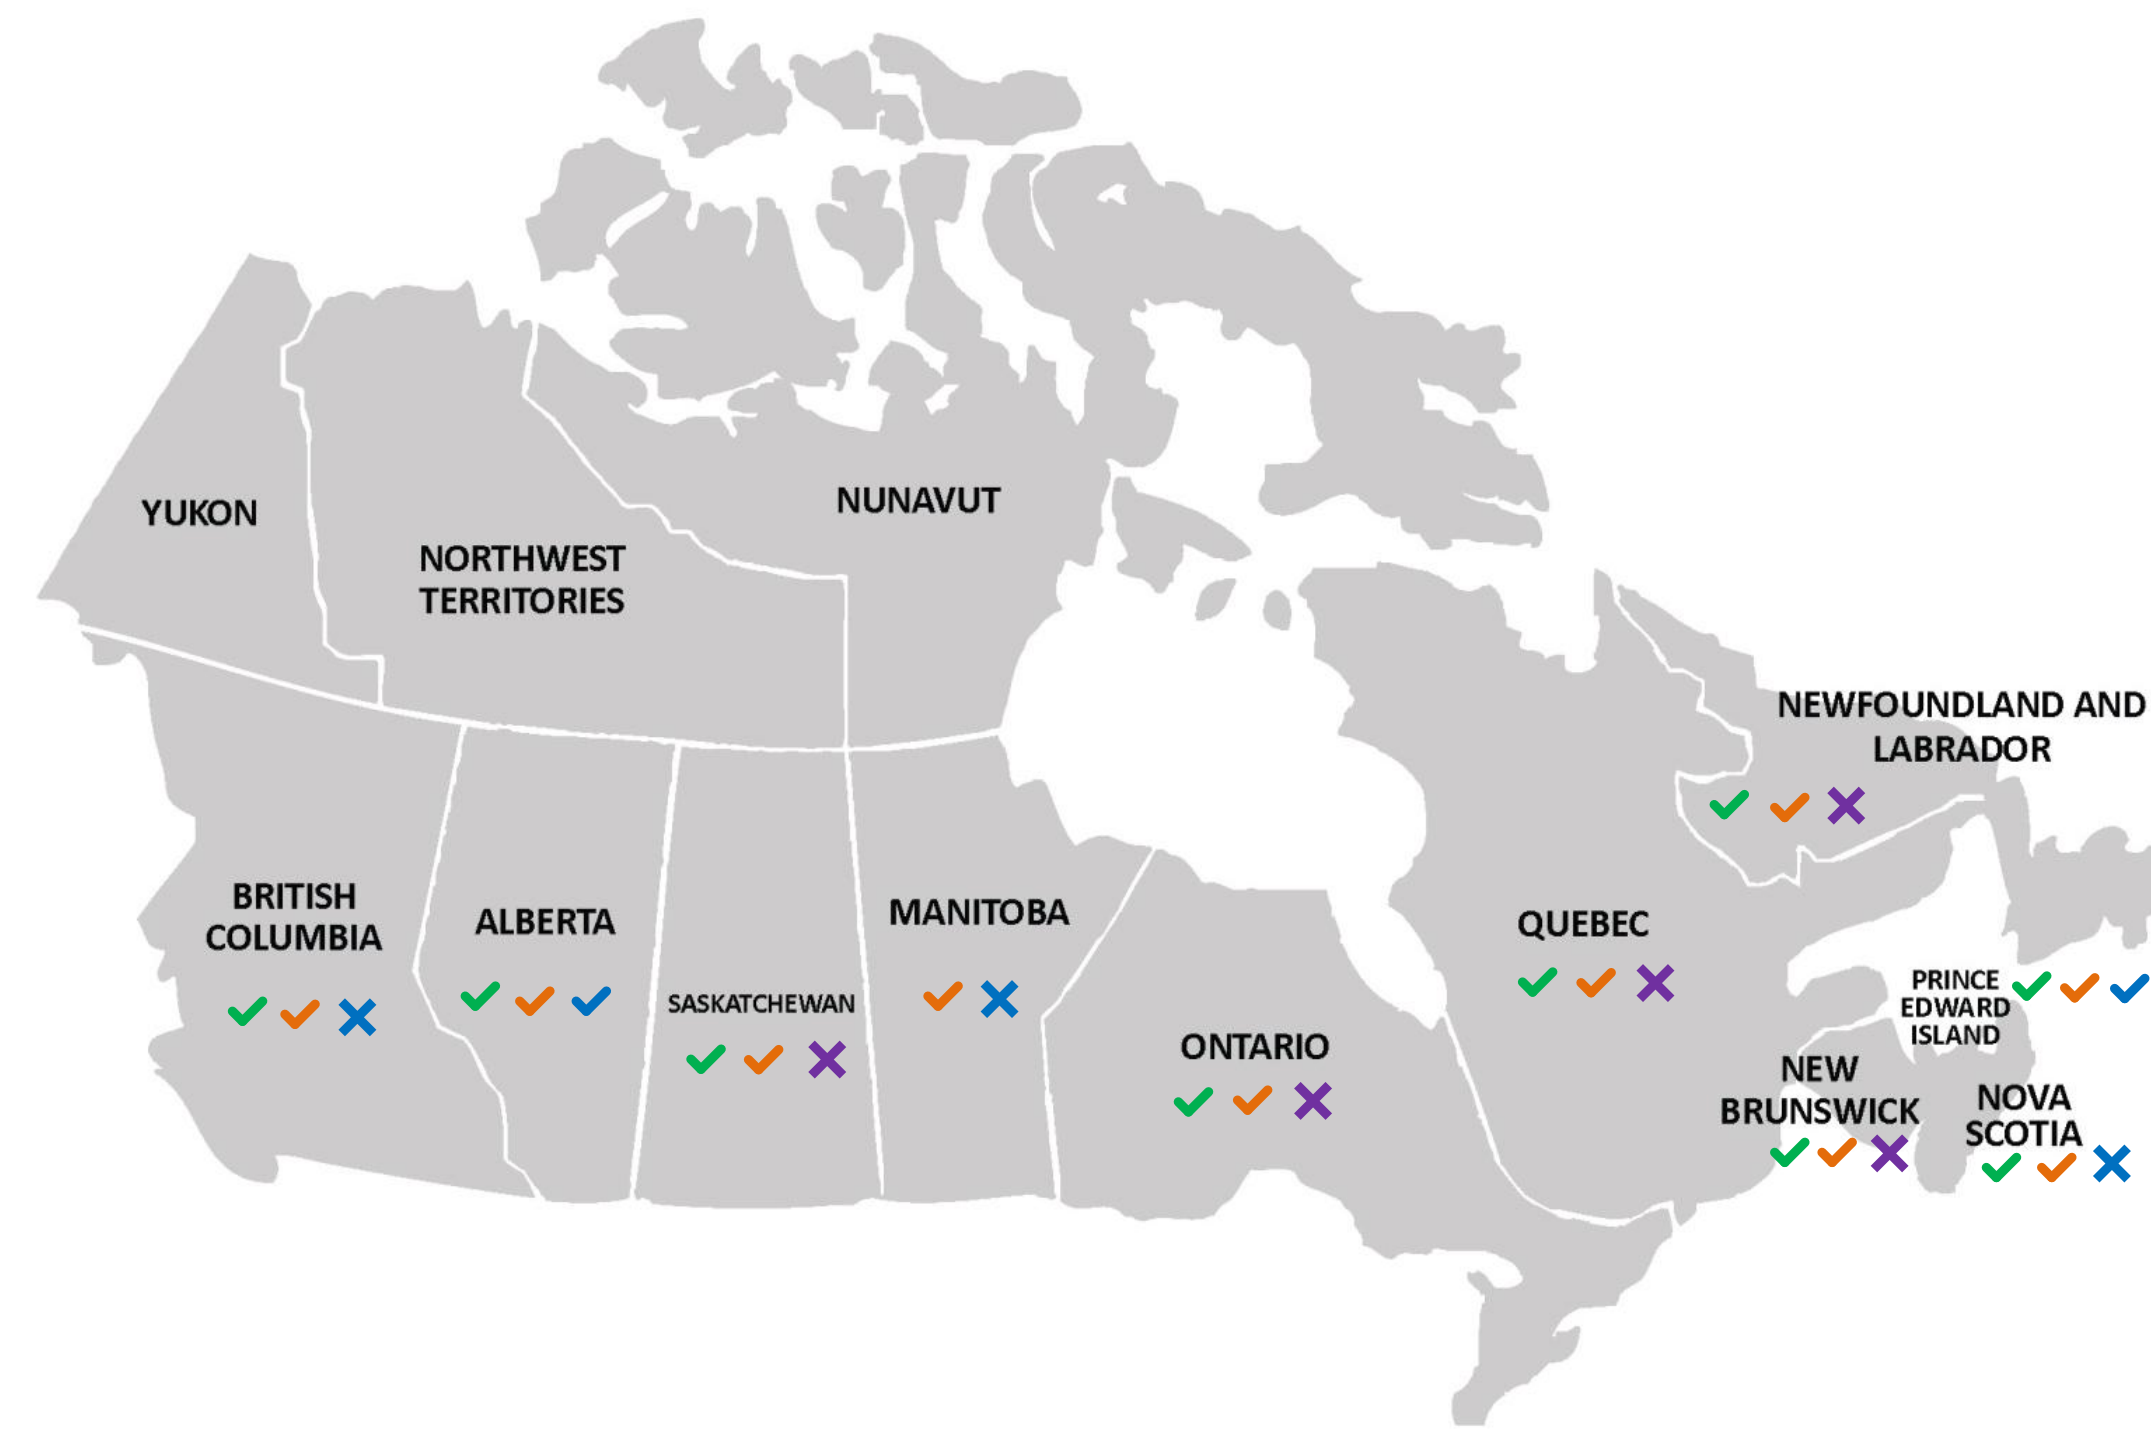 YUKON
NORTHWEST
TERRITORIES
NUNAVUT
NEWFOUNDLAND AND
LABRADOR
BRITISH
COLUMBIA
ALBERTA
SASKATCHEWAN
MANITOBA
ONTARIO
QUEBEC
PRINCE
EDWARD
ISLAND
NEW
BRUNSWICK
NOVA
SCOTIA